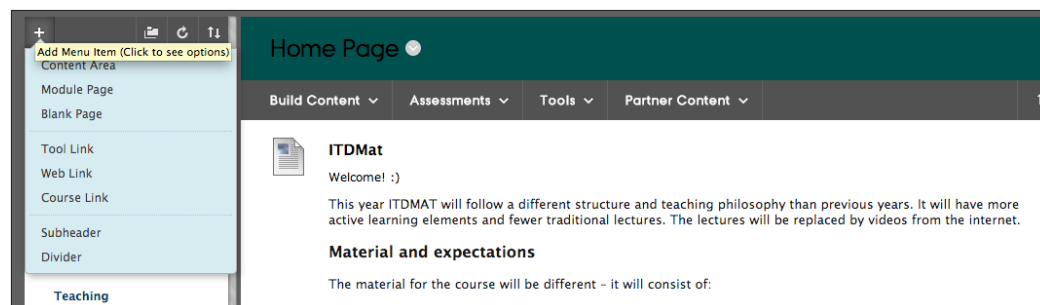 +
Add Menu Item (Click to see options)
Content Area
Module Page
Blank Page
Tool Link
Web Link
Course Link
Subheader
Divider
Teaching
Home Page
Build Content Assessments Tools Partner Content
ITDMat
Welcome! :)
This year ITDMAT will follow a different structure and teaching philosophy than previous years. It will have more
active learning elements and fewer traditional lectures. The lectures will be replaced by videos from the internet.
Material and expectations
The material for the course will be different - it will consist of: